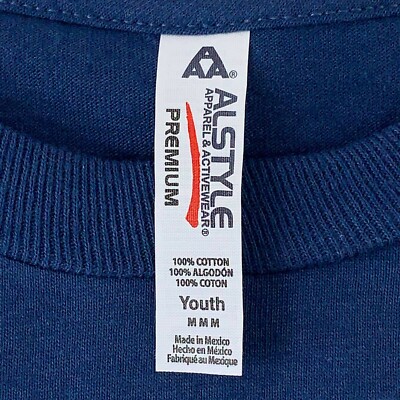 AAA®
ALSTYLE
APPAREL & ACTIVEWEAR®
PREMIUM
100% COTTON
100% ALGODÓN
100% COTON
Youth
M M M
Made in Mexico
Hecho en México
Fabriqué au Mexique